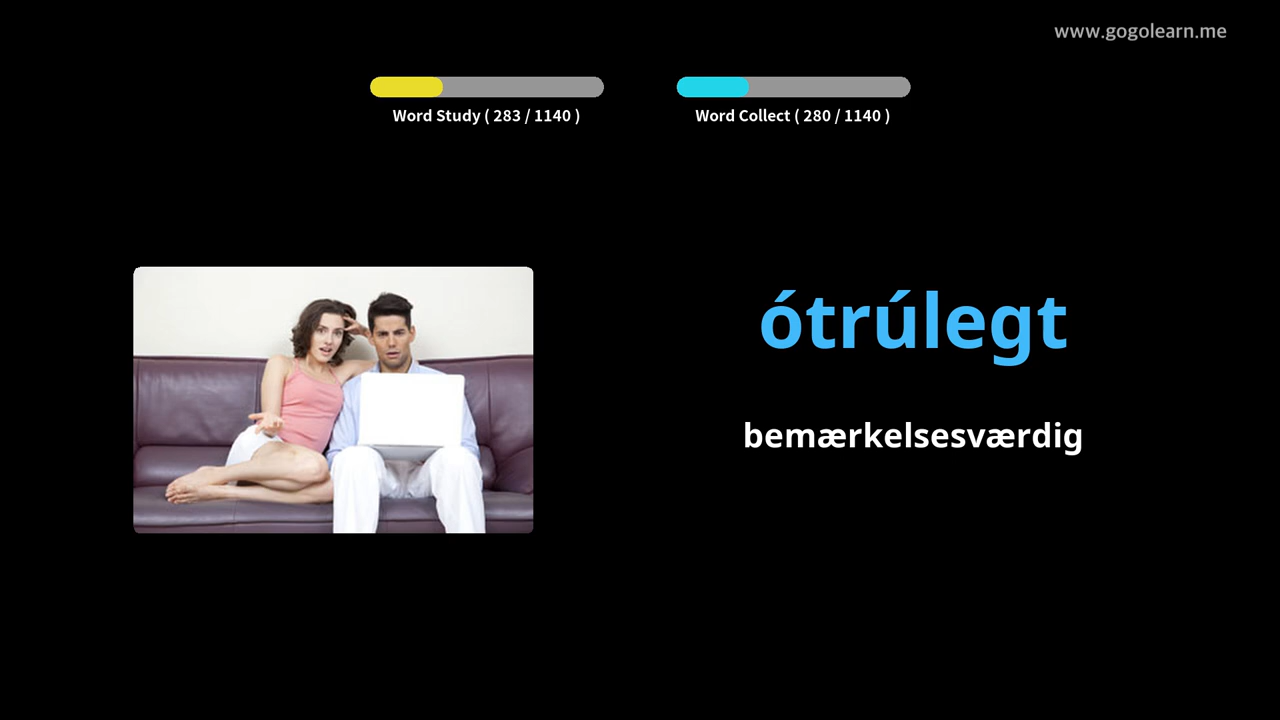 www.gogolearn.me
Word Study ( 283 / 1140 )
Word Collect ( 280 / 1140 )
ótrúlegt
bemærkelsesværdig